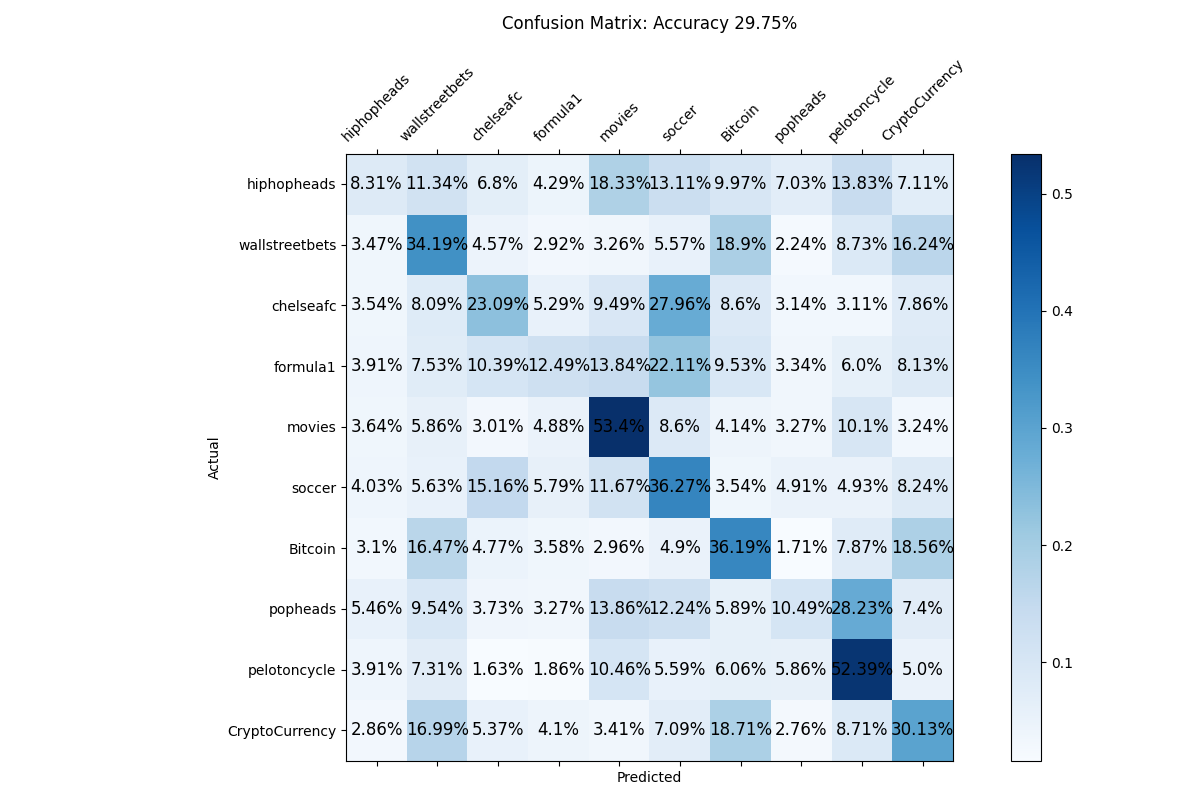 Confusion Matrix: Accuracy 29.75%
hiphopheads wallstreetbets chelseafc formula1 movies soccer Bitcoin popheads pelotoncycle CryptoCurrency
hiphopheads 8.31% 11.34% 6.8% 4.29% 18.33% 13.11% 9.97% 7.03% 13.83% 7.11%
wallstreetbets 3.47% 34.19% 4.57% 2.92% 3.26% 5.57% 18.9% 2.24% 8.73% 16.24%
chelseafc 3.54% 8.09% 23.09% 5.29% 9.49% 27.96% 8.6% 3.14% 3.11% 7.86%
formula1 3.91% 7.53% 10.39% 12.49% 13.84% 22.11% 9.53% 3.34% 6.0% 8.13%
movies 3.64% 5.86% 3.01% 4.88% 53.4% 8.6% 4.14% 3.27% 10.1% 3.24%
soccer 4.03% 5.63% 15.16% 5.79% 11.67% 36.27% 3.54% 4.91% 4.93% 8.24%
Bitcoin 3.1% 16.47% 4.77% 3.58% 2.96% 4.9% 36.19% 1.71% 7.87% 18.56%
popheads 5.46% 9.54% 3.73% 3.27% 13.86% 12.24% 5.89% 10.49% 28.23% 7.4%
pelotoncycle 3.91% 7.31% 1.63% 1.86% 10.46% 5.59% 6.06% 5.86% 52.39% 5.0%
CryptoCurrency 2.86% 16.99% 5.37% 4.1% 3.41% 7.09% 18.71% 2.76% 8.71% 30.13%
Actual
Predicted
0.5
0.4
0.3
0.2
0.1